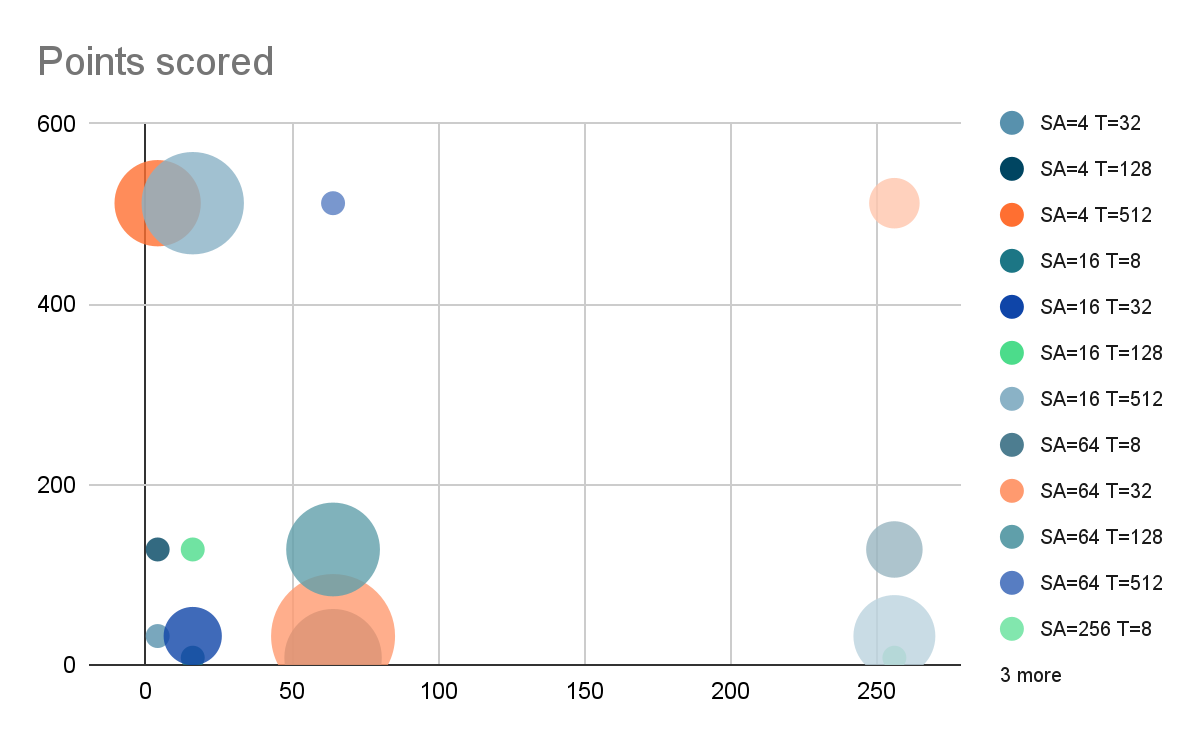 Points scored
600
400
200
0
0
50
100
150
200
250
SA=4 T=32
SA=4 T=128
SA=4 T=512
SA=16 T=8
SA=16 T=32
SA=16 T=128
SA=16 T=512
SA=64 T=8
SA=64 T=32
SA=64 T=128
SA=64 T=512
SA=256 T=8
3 more